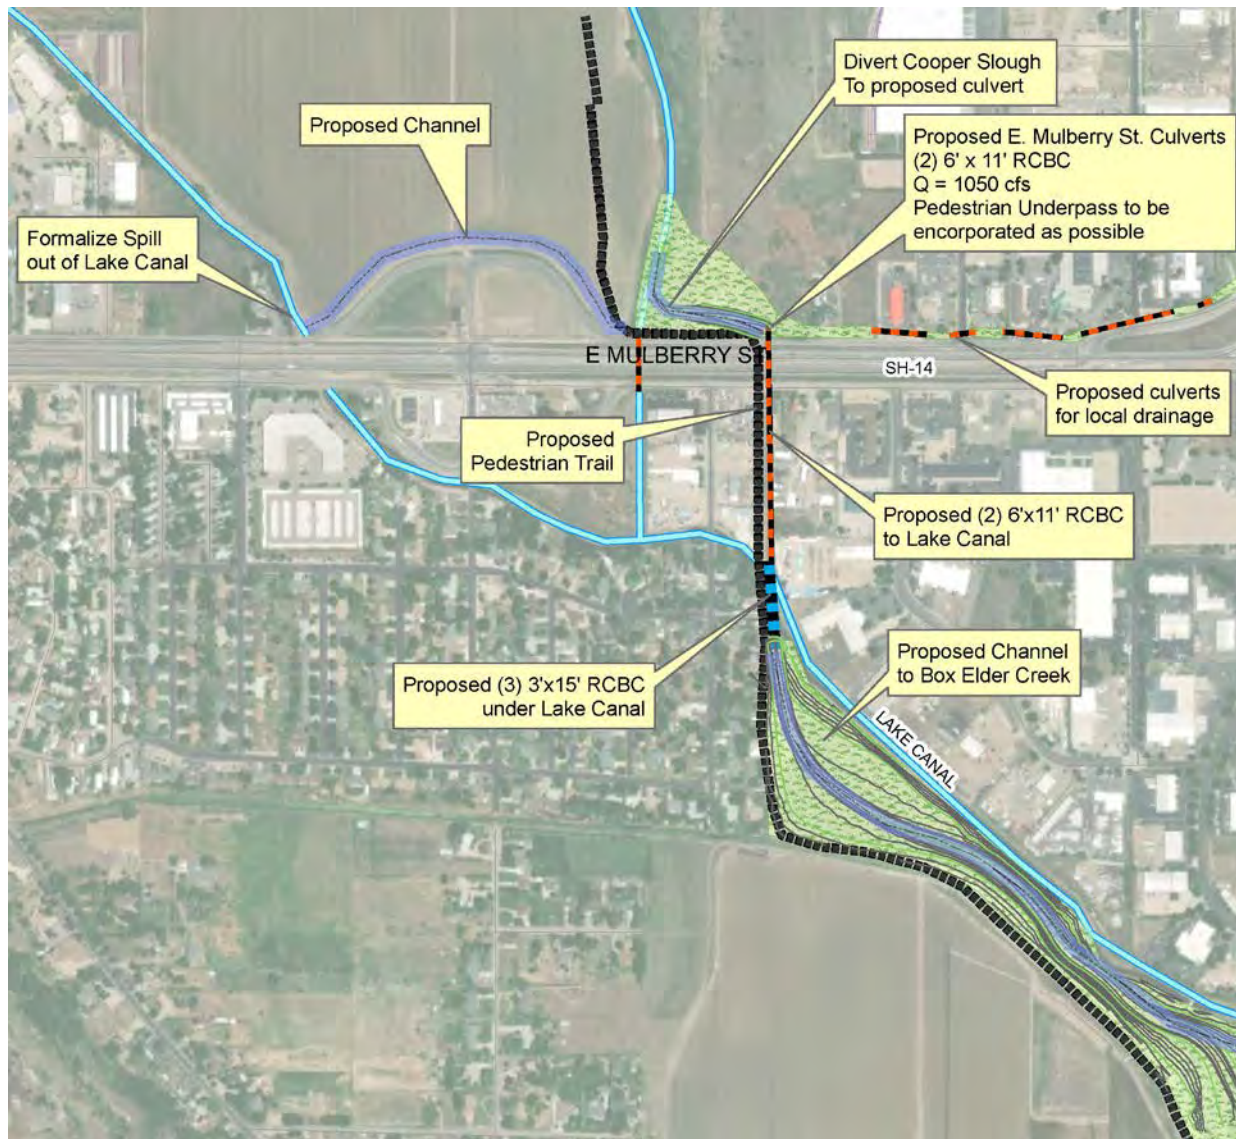 Divert Cooper Slough
To proposed culvert
Proposed Channel
Proposed E. Mulberry St. Culverts
(2) 6' x 11' RCBC
Q = 1050 cfs
Pedestrian Underpass to be
encorporated as possible
Formalize Spill
out of Lake Canal
E MULBERRY S
SH-14
Proposed culverts
for local drainage
Proposed
Pedestrian Trail
Proposed (2) 6'x11' RCBC
to Lake Canal
Proposed Channel
to Box Elder Creek
Proposed (3) 3'x15' RCBC
under Lake Canal
LAKE CANAL